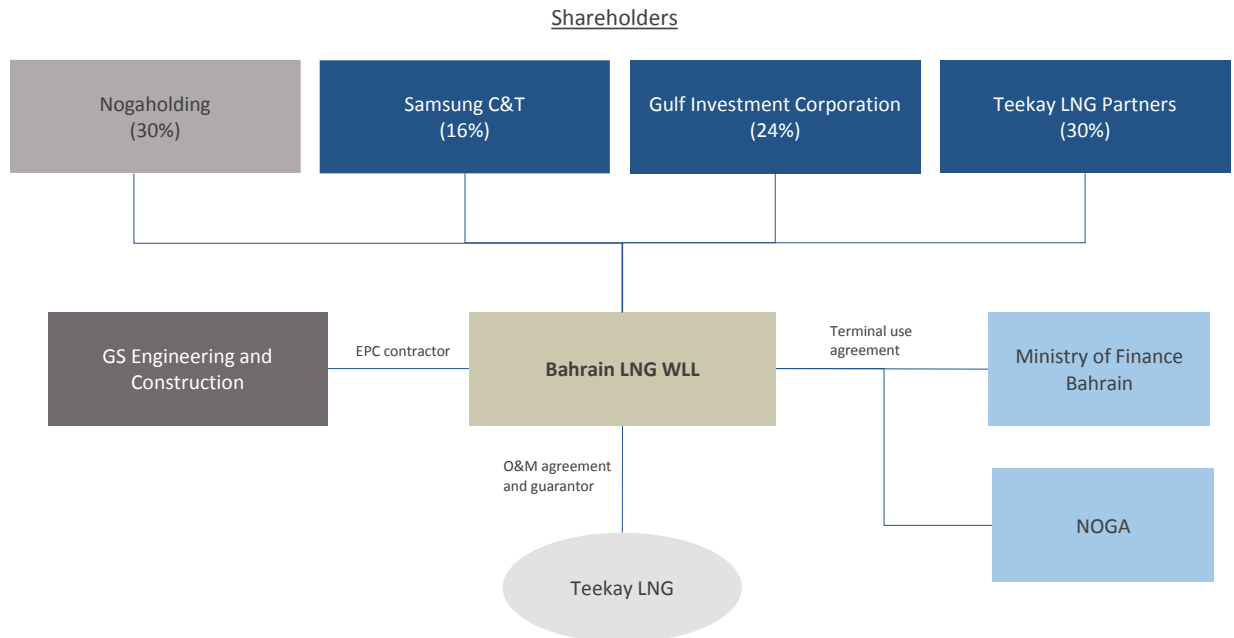 Shareholders
Nogaholding
(30%)
Samsung C&T
(16%)
Gulf Investment Corporation
(24%)
Teekay LNG Partners
(30%)
GS Engineering and
Construction
EPC contractor
Bahrain LNG WLL
Terminal use
agreement
Ministry of Finance
Bahrain
O&M agreement
and guarantor
NOGA
Teekay LNG